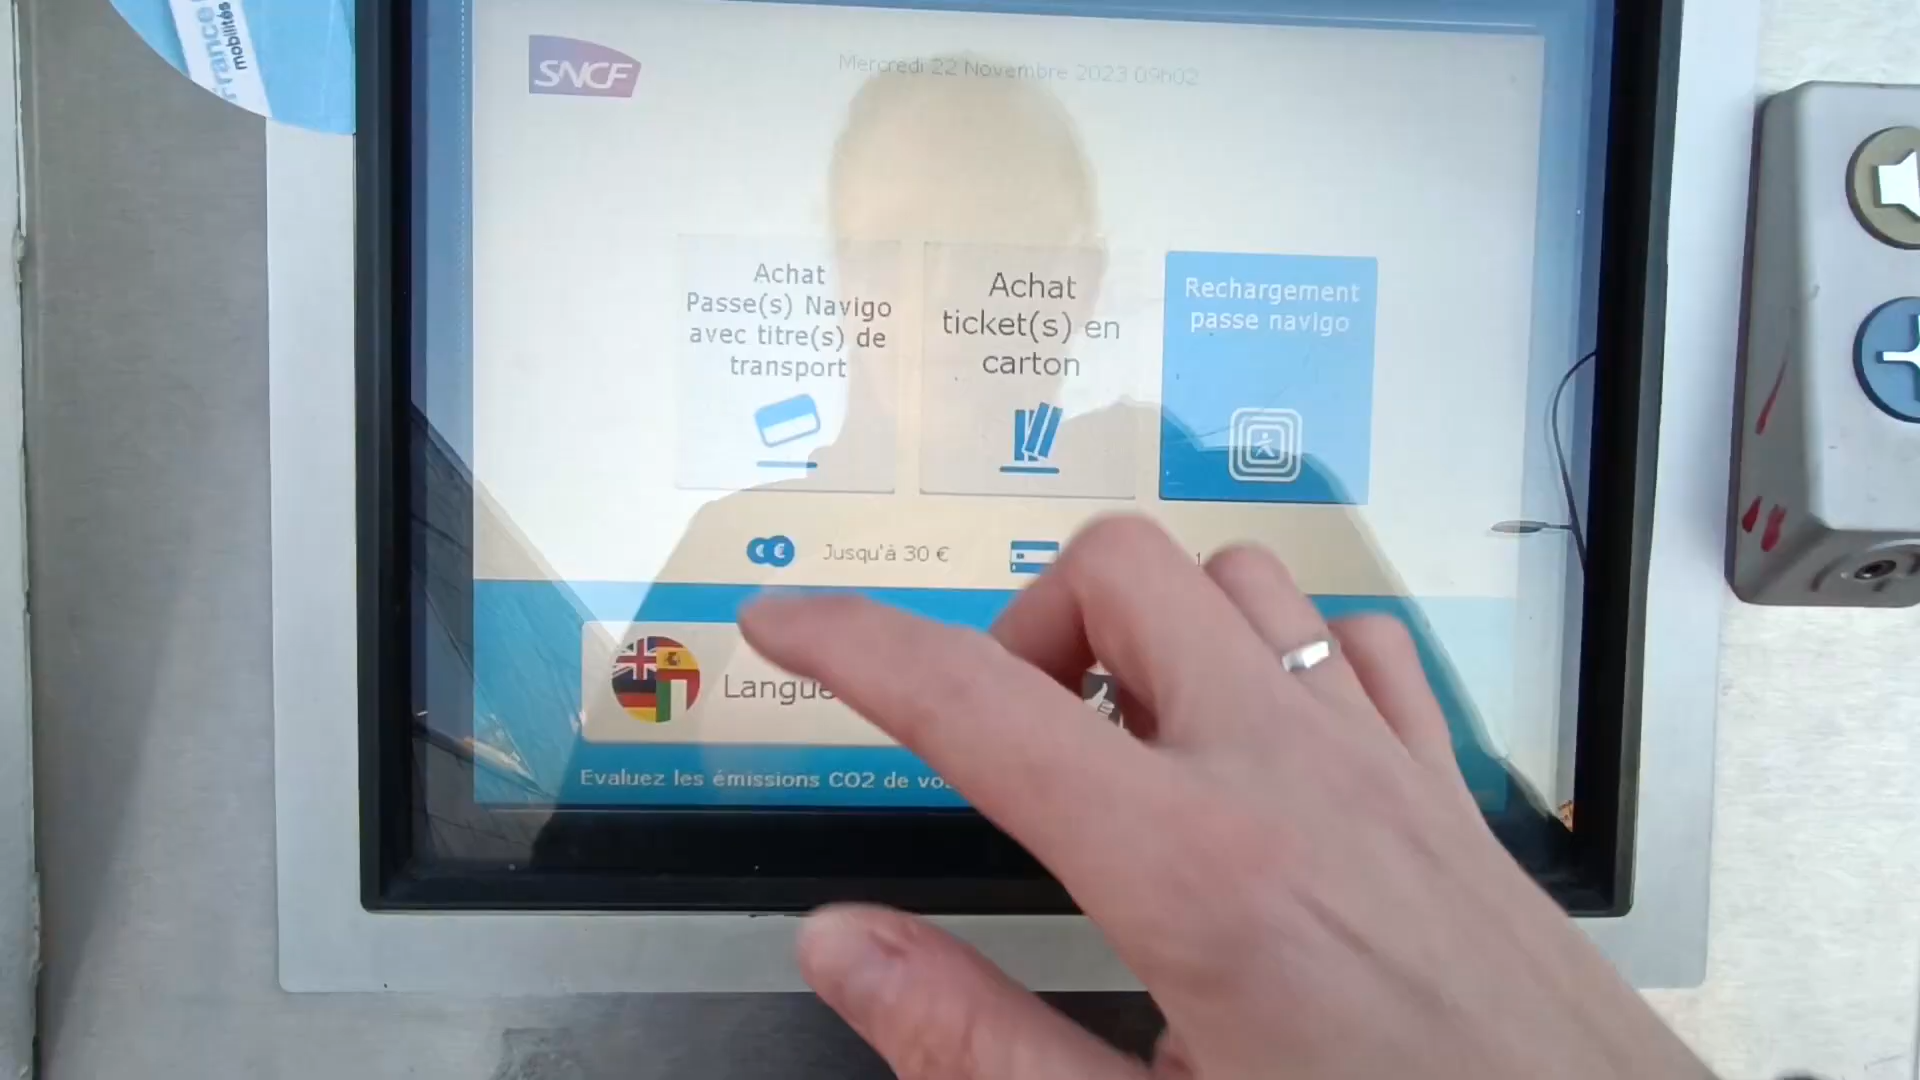 France
mobilités
SNCF
Mercredi 22 Novembre 2023 09h02
Achat
Passe(s) Navigo
avec titre(s) de
transport
Achat
ticket(s) en
carton
Rechargement
passe navigo
Jusqu'à 30 €
Langue
Evaluez les émissions CO2 de vo